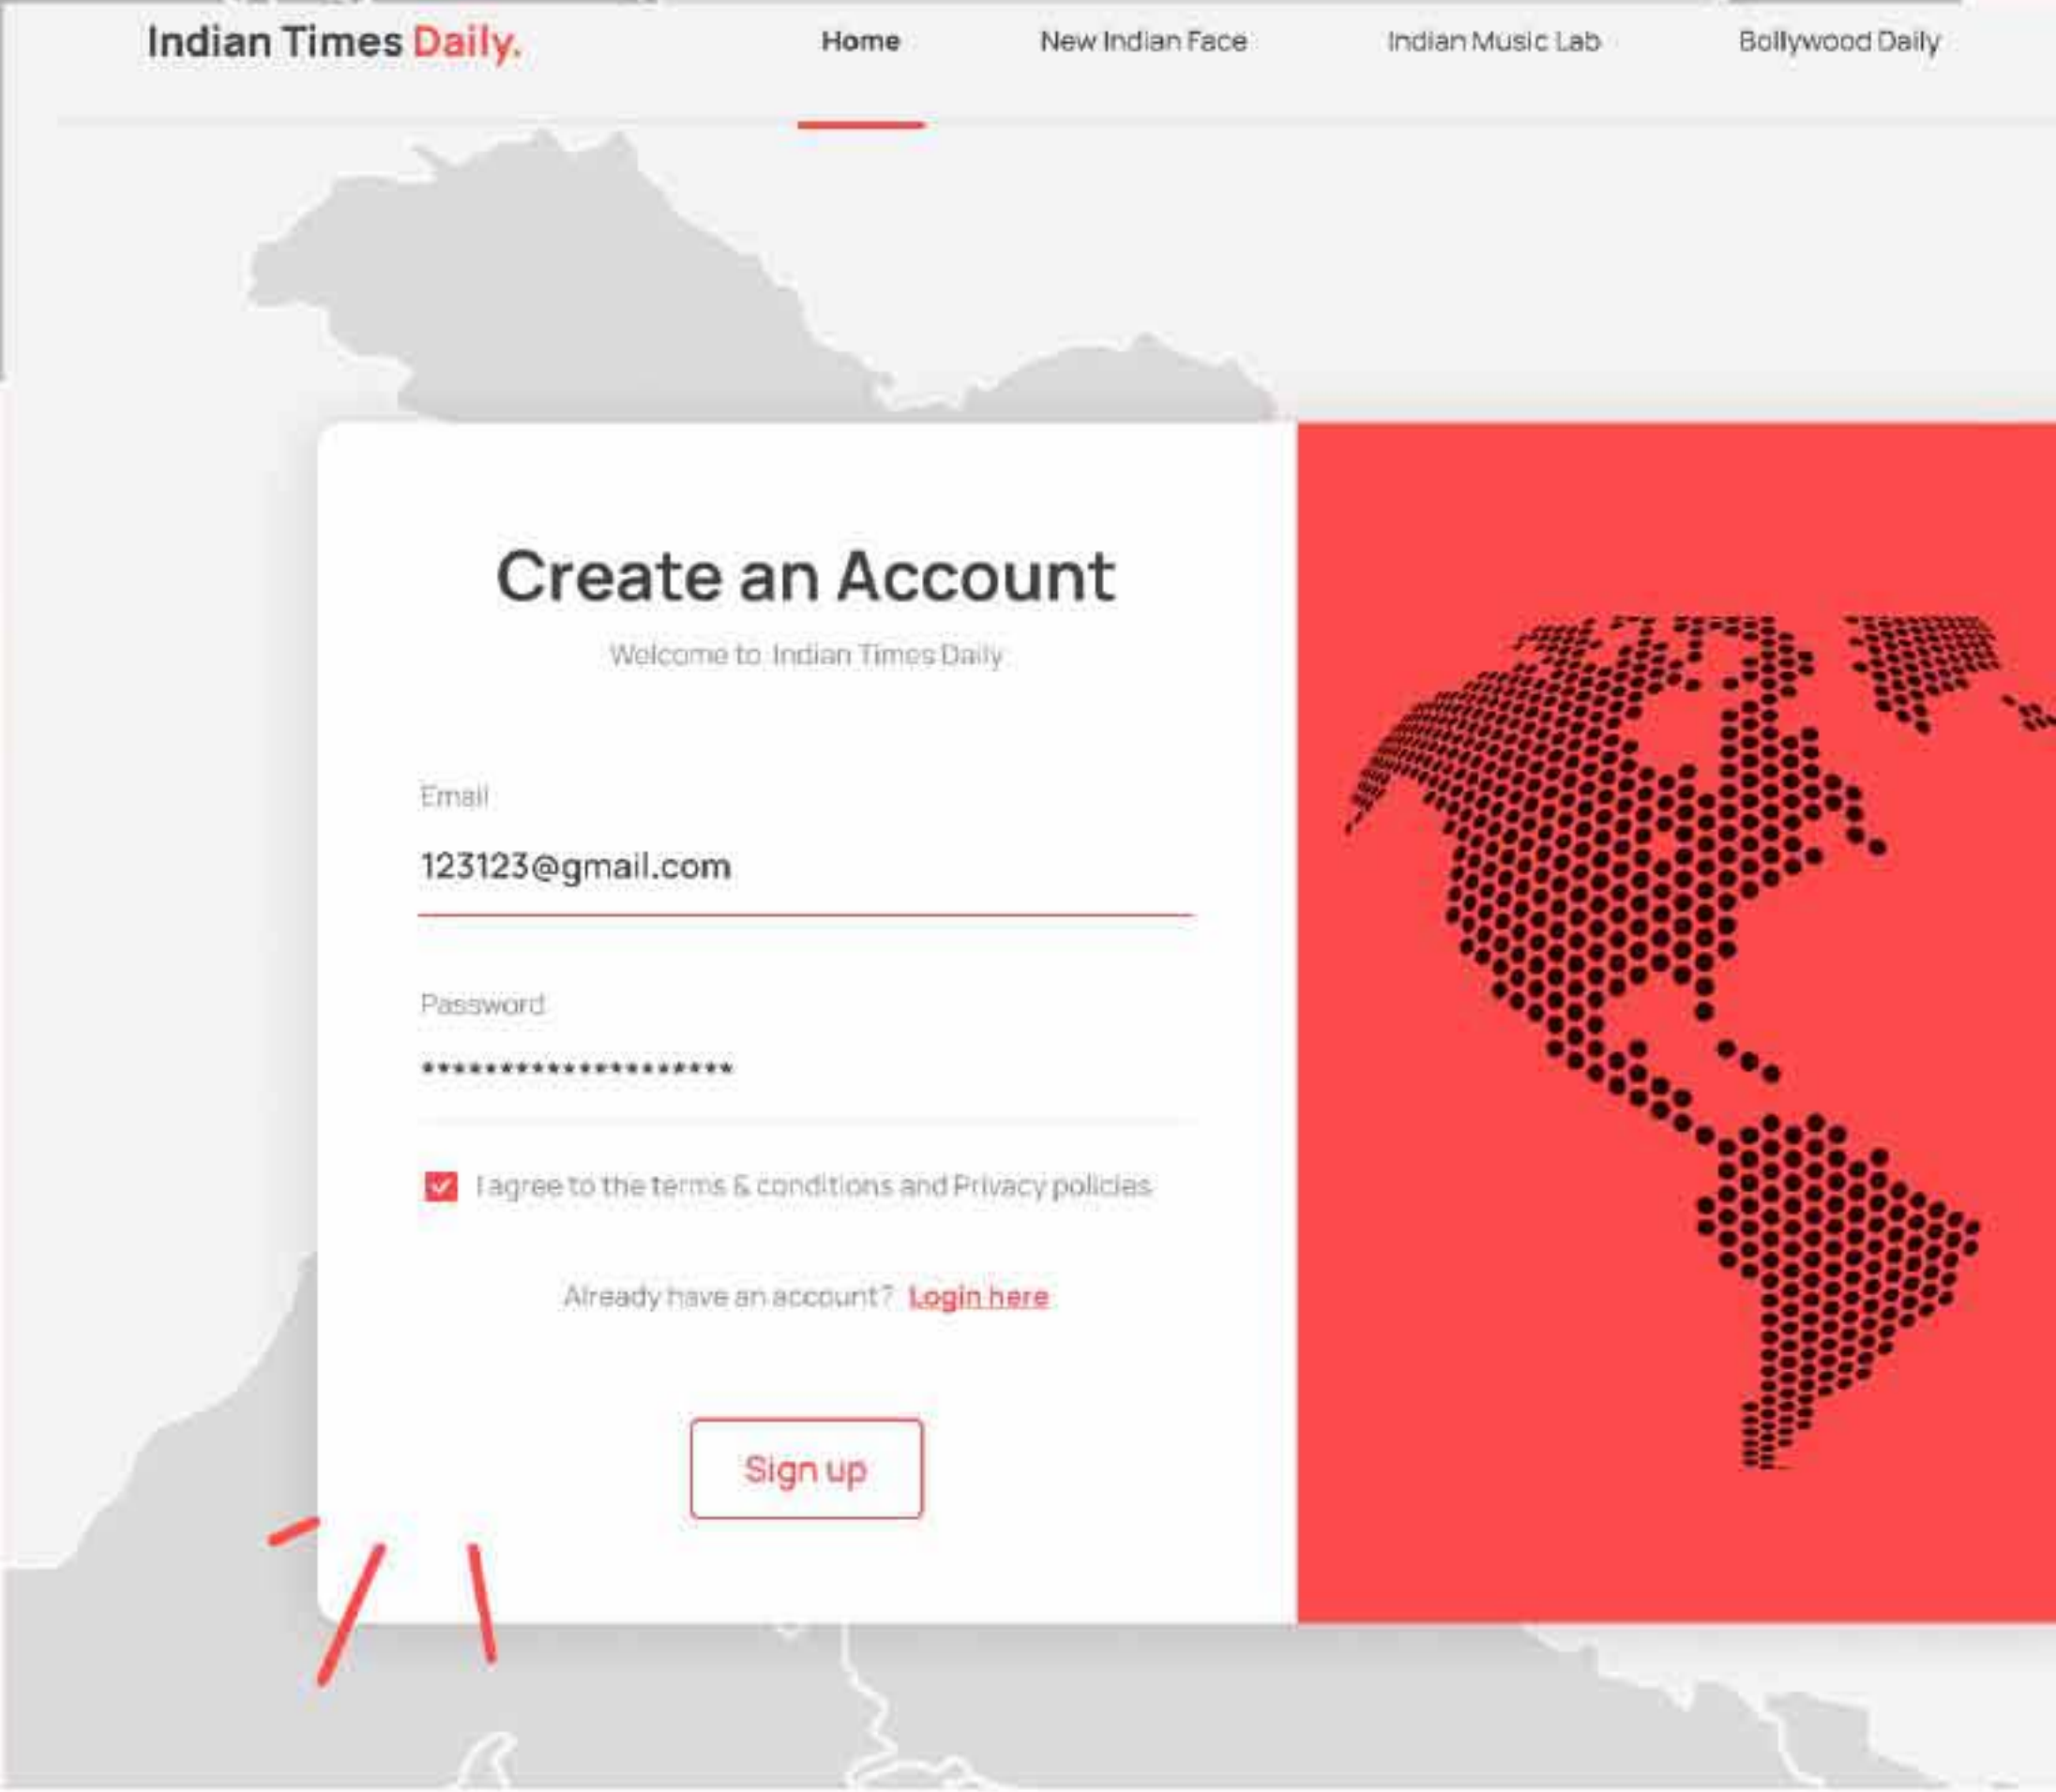 Indian Times Daily.
Home
New Indian Face
Indian Music Lab
Bollywood Daily
Create an Account
Welcome to Indian Times Daily
Email
123123@gmail.com
Password
********************
I agree to the terms & conditions and Privacy policies
Already have an account? Login here
Sign up